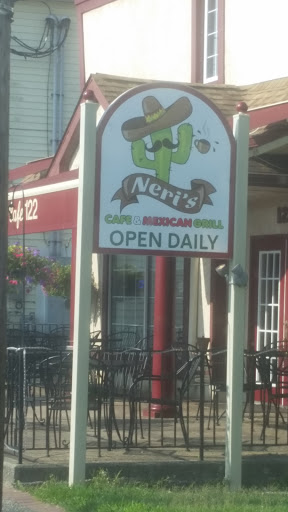 Neri's
CAFE & MEXICAN GRILL
OPEN DAILY
Cafe 122